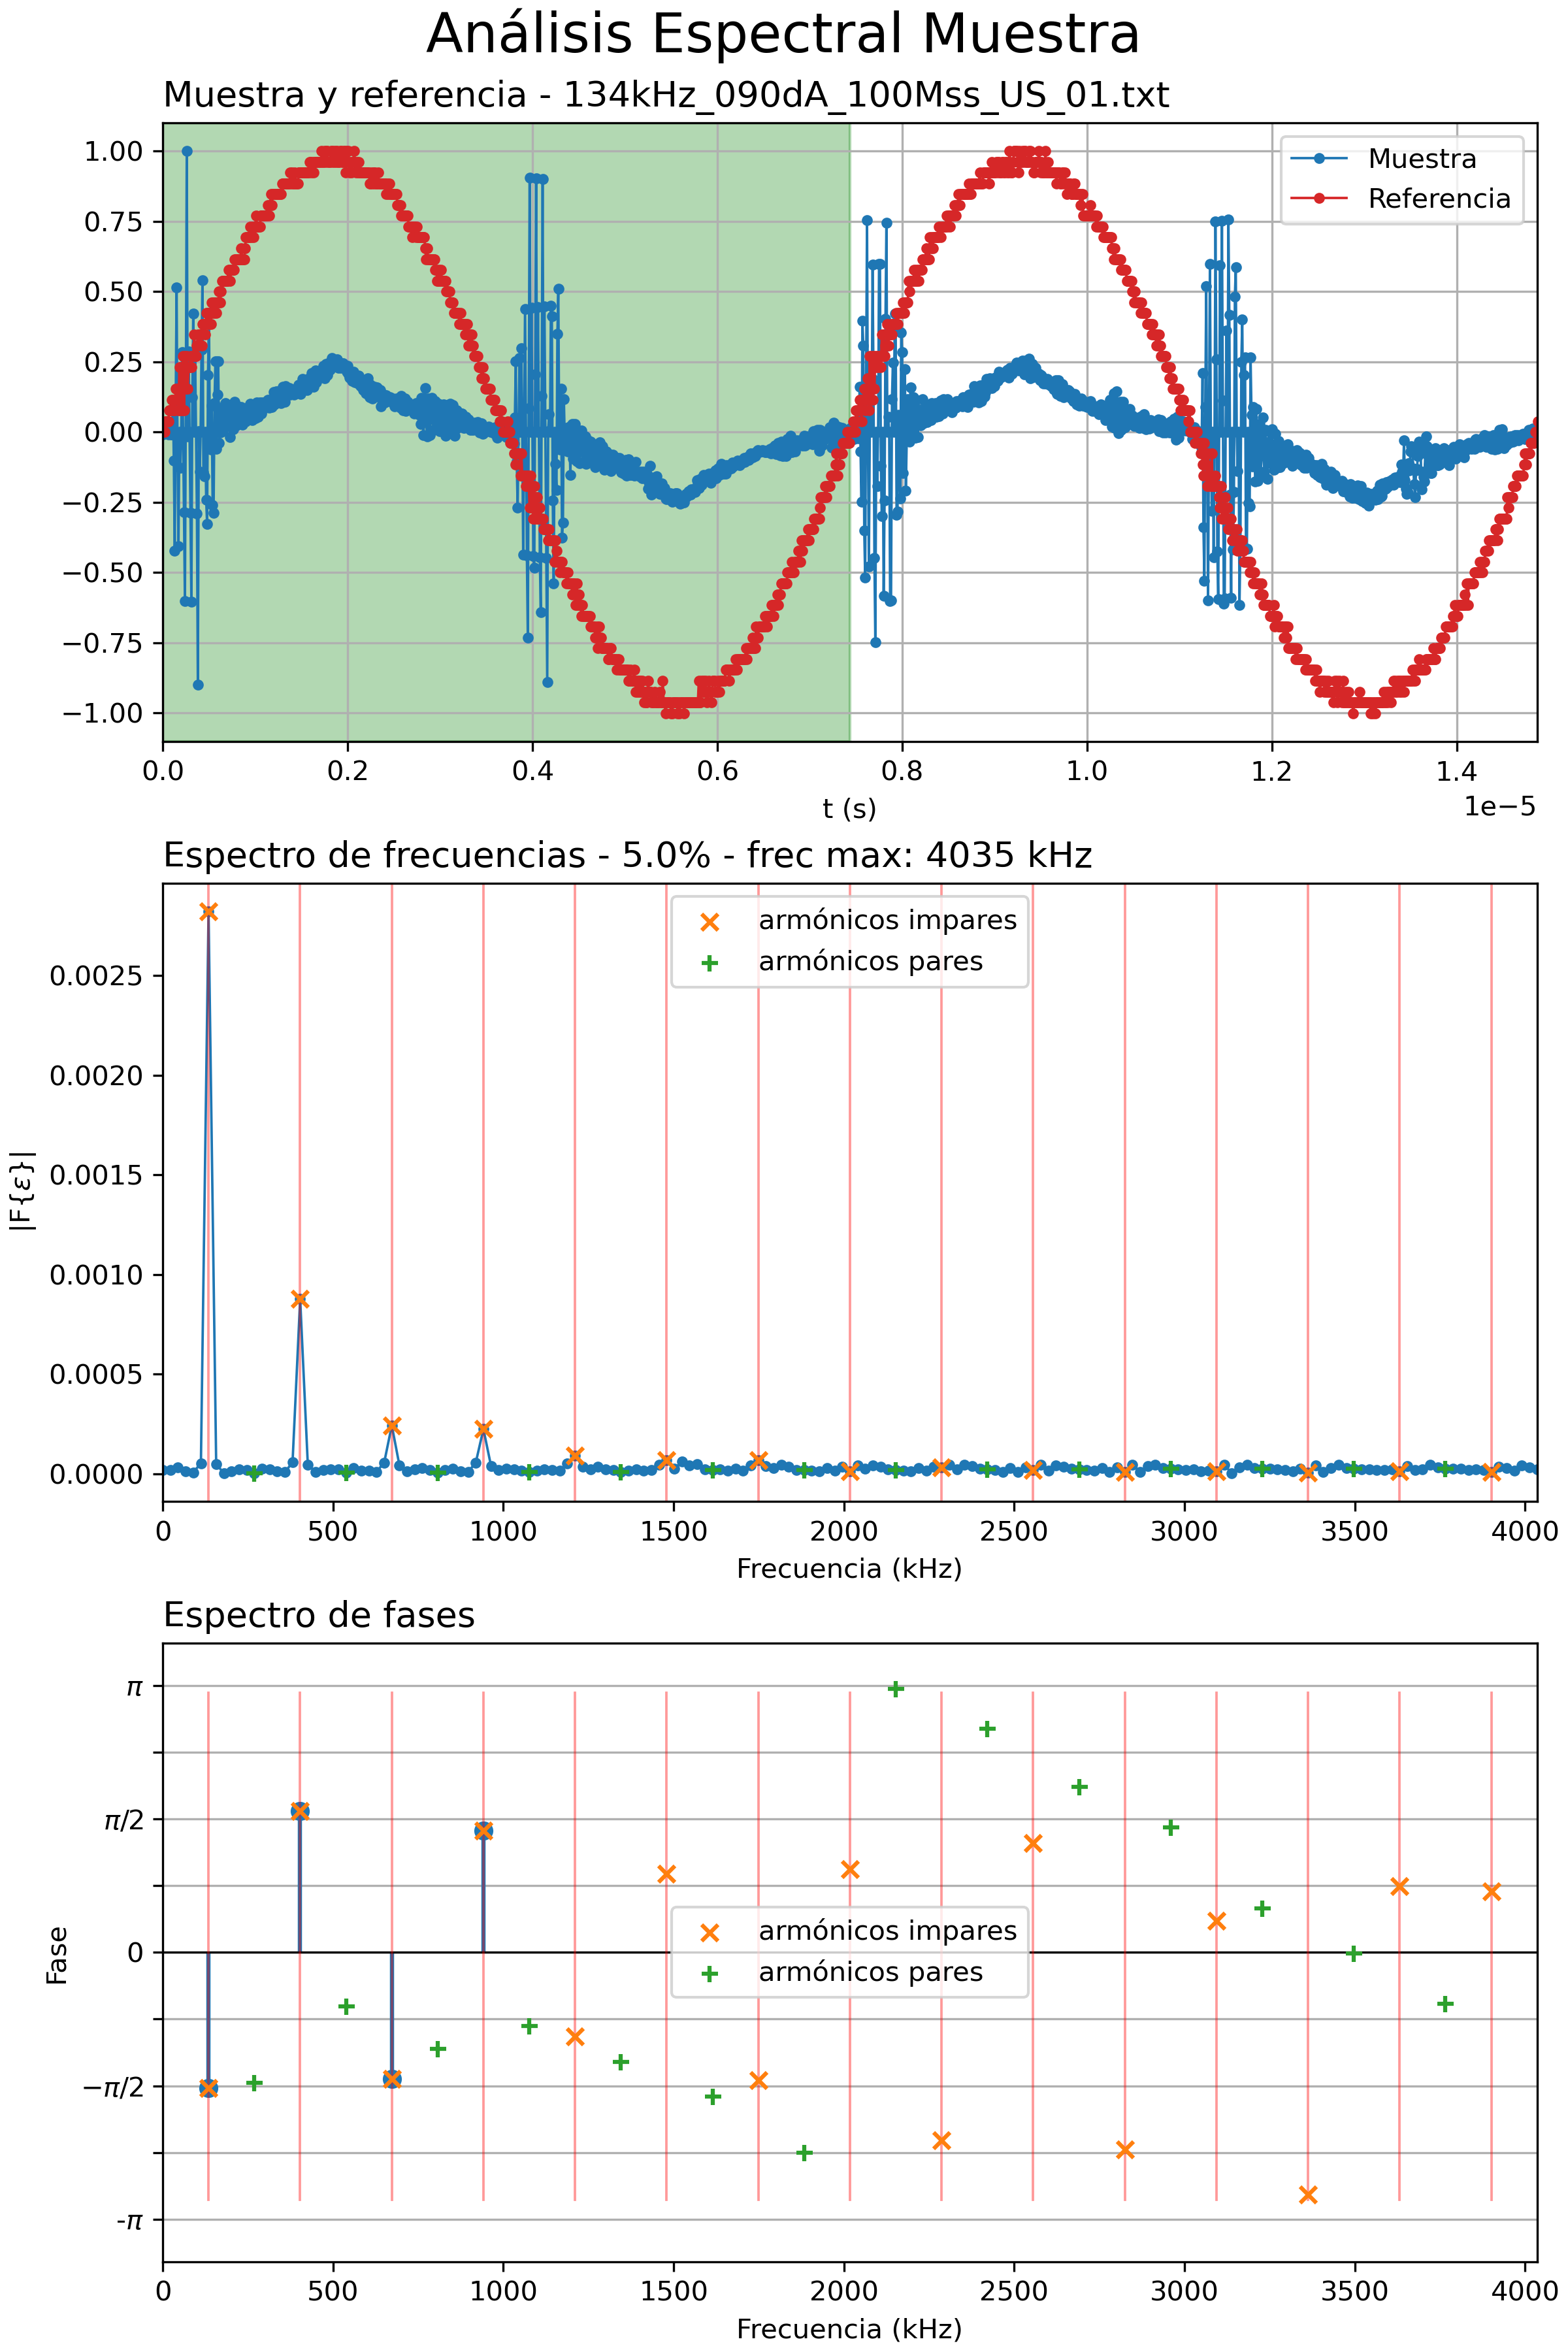 Análisis Espectral Muestra
Muestra y referencia - 134kHz_090dA_100Mss_US_01.txt
1.00
0.75
0.50
0.25
0.00
−0.25
−0.50
−0.75
−1.00
Muestra
Referencia
0.0 0.2 0.4 0.6 0.8 1.0 1.2 1.4
t (s)
1e−5
Espectro de frecuencias - 5.0% - frec max: 4035 kHz
|F{ε}|
0.0025
0.0020
0.0015
0.0010
0.0005
0.0000
armónicos impares
armónicos pares
0 500 1000 1500 2000 2500 3000 3500 4000
Frecuencia (kHz)
Espectro de fases
Fase
π
π/2
0
−π/2
-π
armónicos impares
armónicos pares
0 500 1000 1500 2000 2500 3000 3500 4000
Frecuencia (kHz)